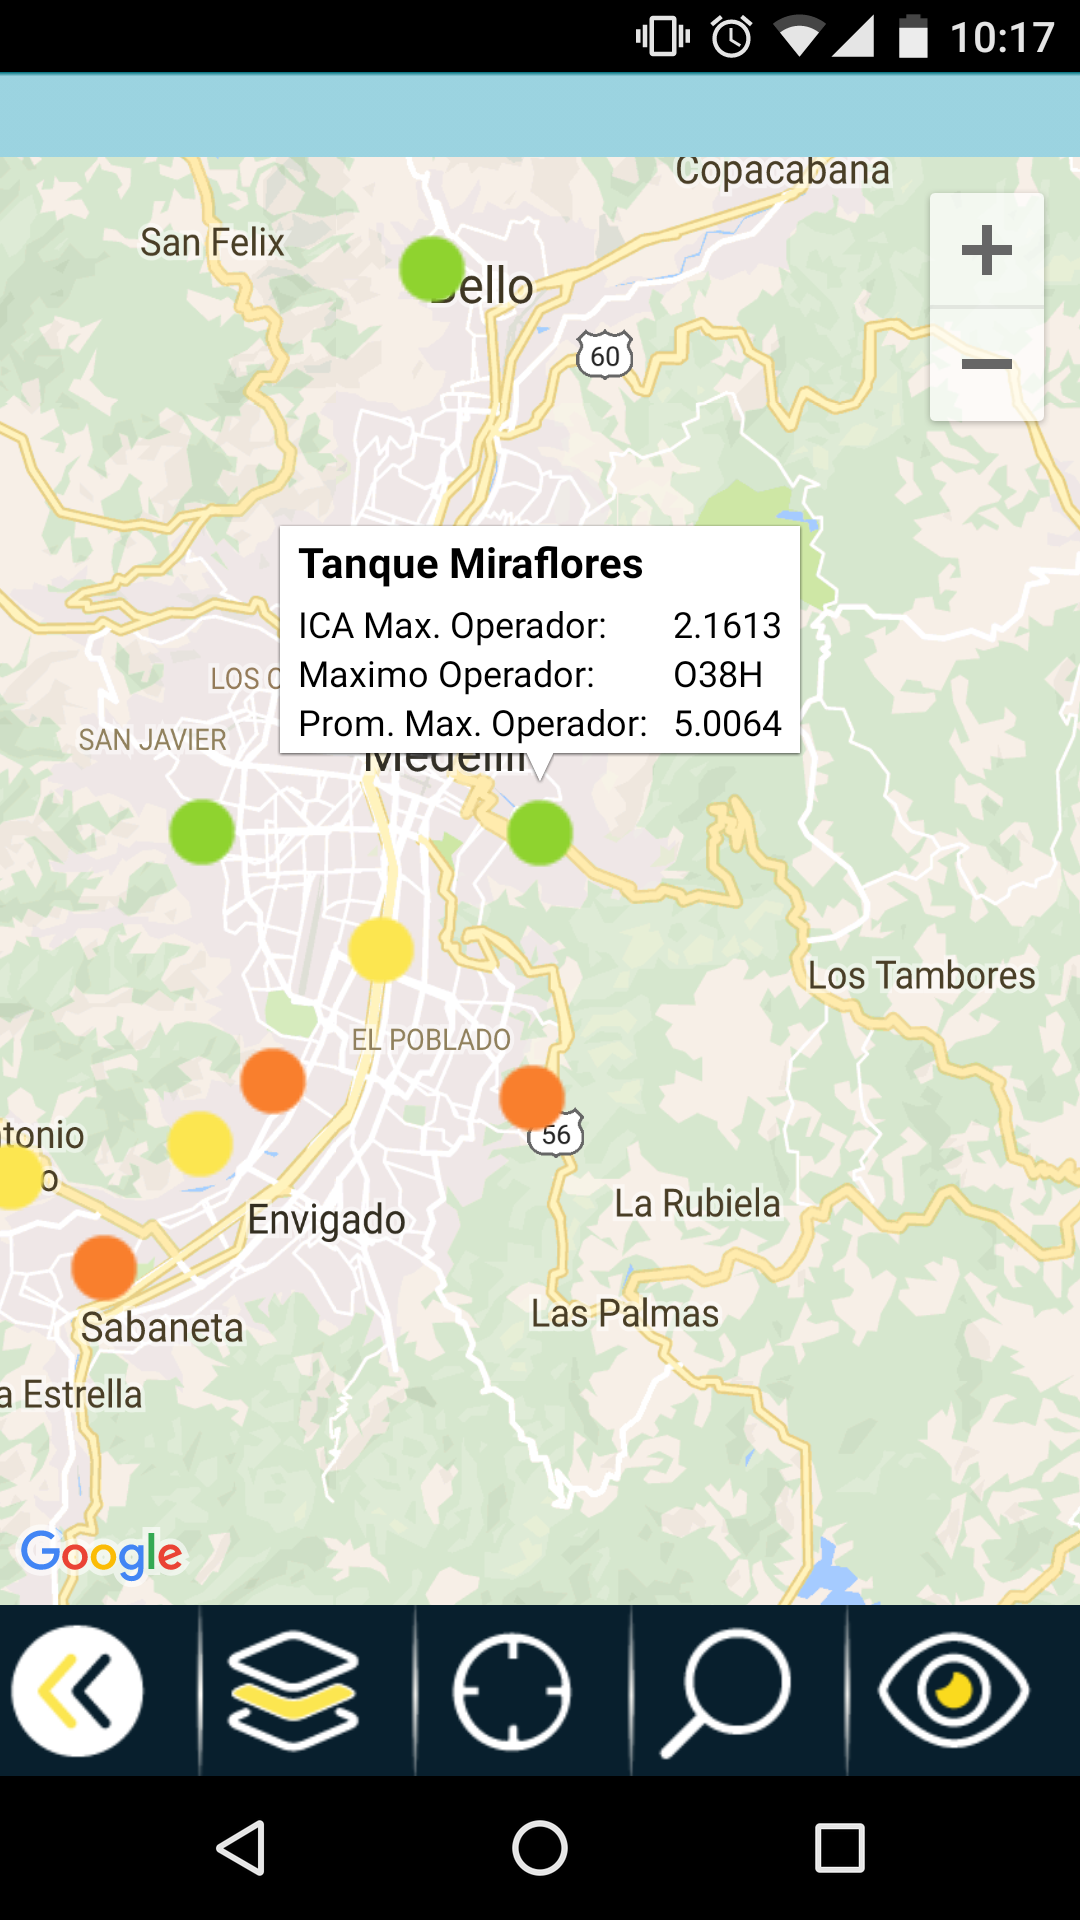 10:17
Copacabana
San Felix
ello
60
Tanque Miraflores
ICA Max. Operador: 2.1613
Maximo Operador: O38H
Prom. Max. Operador: 5.0064
LOS
SAN JAVIER
Medellín
Los Tambores
EL POBLADO
56
tonio
o
La Rubiela
Envigado
Las Palmas
Sabaneta
a Estrella
Google